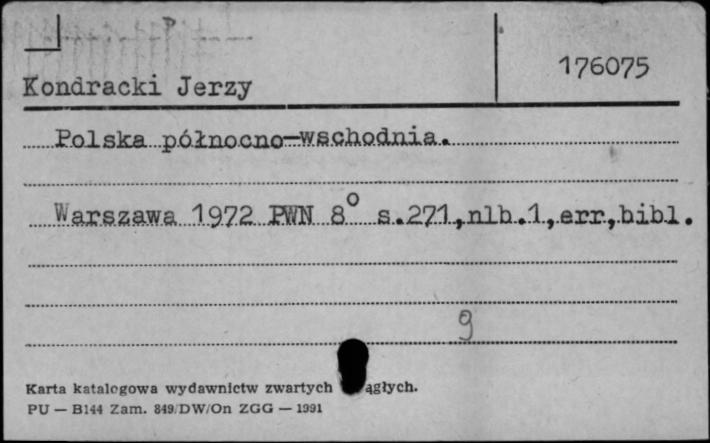 P
176075
Kondracki Jerzy
Polska północno-wschodnia.
Warszawa 1972 PWN 8° s.271,nlb.1,err,bibl.
g
Karta katalogowa wydawnictw zwartych ągłych.
PU — B144 Zam. 849/DW/On ZGG — 1991